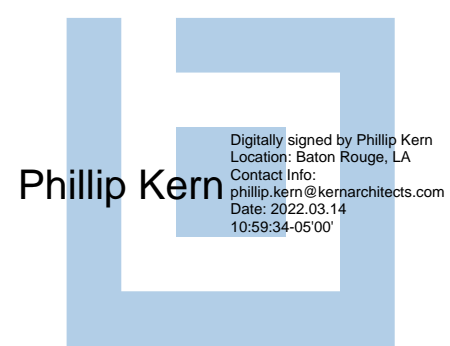 Phillip Kern
Digitally signed by Phillip Kern
Location: Baton Rouge, LA
Contact Info:
phillip.kern@kernarchitects.com
Date: 2022.03.14
10:59:34-05'00'